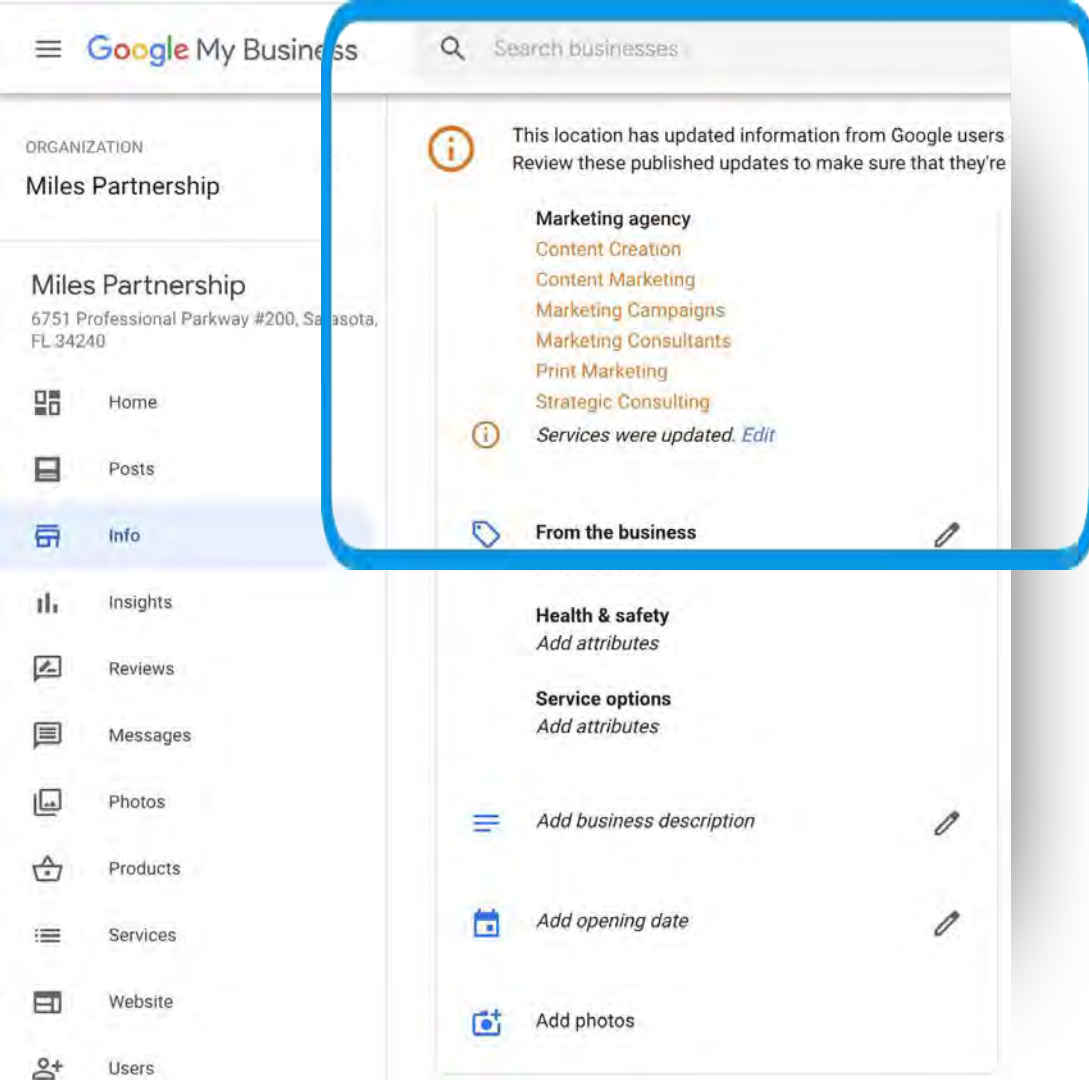 Google My Business
Search businesses
ORGANIZATION
Miles Partnership
Miles Partnership
6751 Professional Parkway #200, Sarasota,
FL 34240
Home
Posts
Info
Insights
Reviews
Messages
Photos
Products
Services
Website
Users
This location has updated information from Google users
Review these published updates to make sure that they're
Marketing agency
Content Creation
Content Marketing
Marketing Campaigns
Marketing Consultants
Print Marketing
Strategic Consulting
Services were updated. Edit
From the business
Health & safety
Add attributes
Service options
Add attributes
Add business description
Add opening date
Add photos